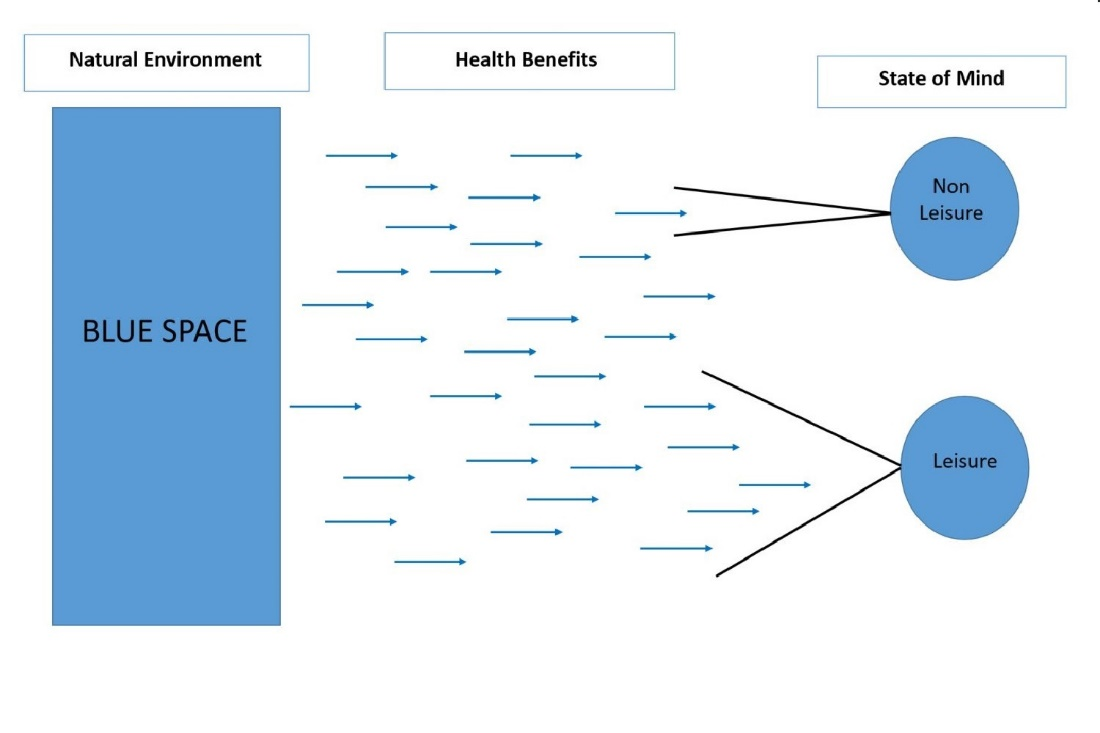 Natural Environment
Health Benefits
State of Mind
Non
Leisure
BLUE SPACE
Leisure